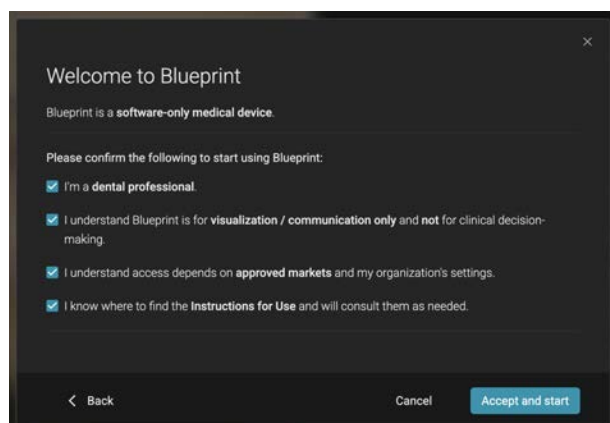 Welcome to Blueprint
Blueprint is a software-only medical device.
Please confirm the following to start using Blueprint:
I'm a dental professional.
I understand Blueprint is for visualization / communication only and not for clinical decision-
making.
I understand access depends on approved markets and my organization's settings.
I know where to find the Instructions for Use and will consult them as needed.
Back
Cancel
Accept and start